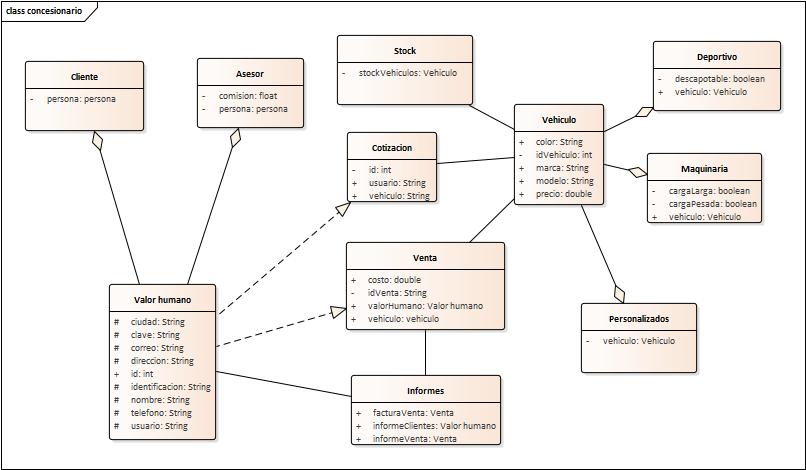 class concesionario
Cliente
- persona: persona
Asesor
- comision: float
- persona: persona
Stock
- stockVehiculos: Vehiculo
Deportivo
- descapotable: boolean
+ vehiculo: Vehiculo
Vehiculo
+ color: String
- idVehiculo: int
+ marca: String
+ modelo: String
+ precio: double
Cotizacion
- id: int
+ usuario: String
+ vehiculo: String
Maquinaria
- cargaLarga: boolean
- cargaPesada: boolean
+ vehiculo: Vehiculo
Venta
+ costo: double
- idVenta: String
+ valorHumano: Valor humano
+ vehiculo: vehiculo
Valor humano
# ciudad: String
# clave: String
# correo: String
# direccion: String
+ id: int
# identificacion: String
# nombre: String
# telefono: String
# usuario: String
Personalizados
- vehiculo: Vehiculo
Informes
+ facturaVenta: Venta
+ informeClientes: Valor humano
+ informeVenta: Venta